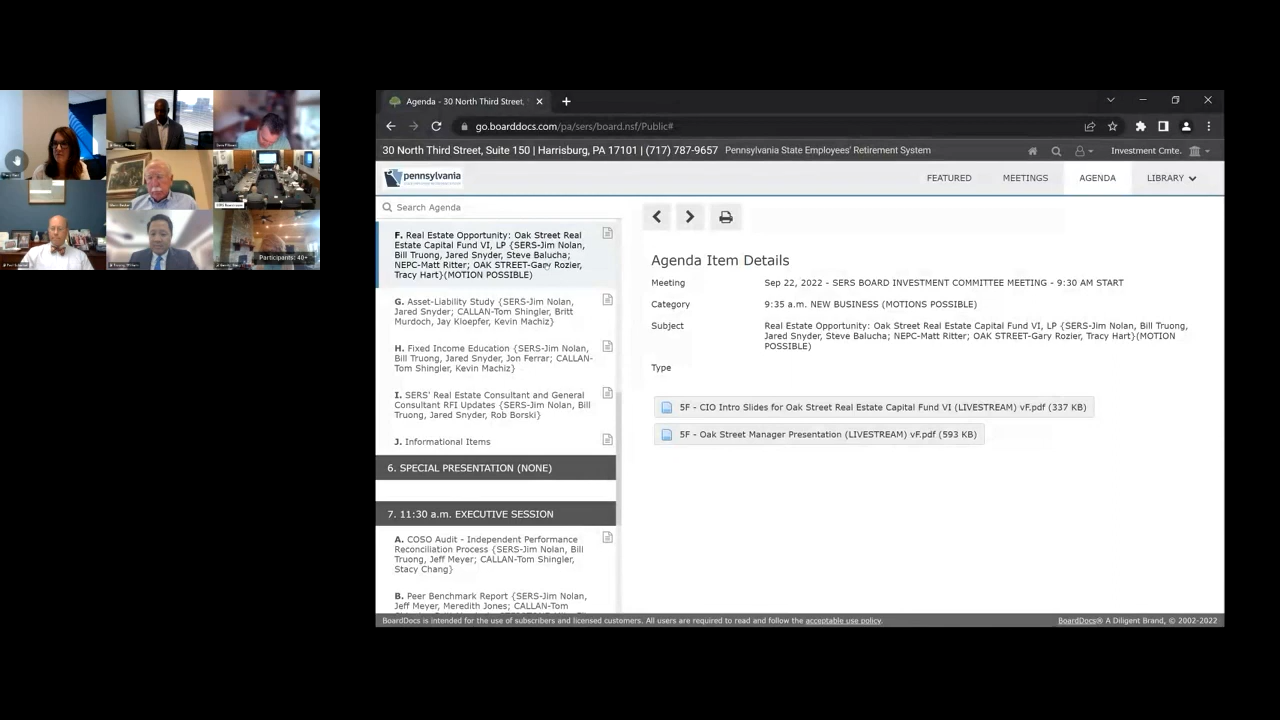 Participants: 40+
Agenda - 30 North Third Street,
go.boarddocs.com/pa/sers/board.nsf/Public#
30 North Third Street, Suite 150 | Harrisburg, PA 17101 | (717) 787-9657 Pennsylvania State Employees' Retirement System
Investment Cmte.
pennsylvania
FEATURED
MEETINGS
AGENDA
LIBRARY
Search Agenda
F. Real Estate Opportunity: Oak Street Real
Estate Capital Fund VI, LP {SERS-Jim Nolan,
Bill Truong, Jared Snyder, Steve Balucha;
NEPC-Matt Ritter; OAK STREET-Gary Rozier,
Tracy Hart}(MOTION POSSIBLE)
G. Asset-Liability Study {SERS-Jim Nolan,
Jared Snyder; CALLAN-Tom Shingler, Britt
Murdoch, Jay Kloepfer, Kevin Machiz}
H. Fixed Income Education {SERS-Jim Nolan,
Bill Truong, Jared Snyder, Jon Ferrar; CALLAN-
Tom Shingler, Kevin Machiz}
I. SERS' Real Estate Consultant and General
Consultant RFI Updates {SERS-Jim Nolan, Bill
Truong, Jared Snyder, Rob Borski}
J. Informational Items
6. SPECIAL PRESENTATION (NONE)
7. 11:30 a.m. EXECUTIVE SESSION
A. COSO Audit - Independent Performance
Reconciliation Process {SERS-Jim Nolan, Bill
Truong, Jeff Meyer; CALLAN-Tom Shingler,
Stacy Chang}
B. Peer Benchmark Report {SERS-Jim Nolan,
Jeff Meyer, Meredith Jones; CALLAN-Tom
Agenda Item Details
Meeting
Sep 22, 2022 - SERS BOARD INVESTMENT COMMITTEE MEETING - 9:30 AM START
Category
9:35 a.m. NEW BUSINESS (MOTIONS POSSIBLE)
Subject
Real Estate Opportunity: Oak Street Real Estate Capital Fund VI, LP {SERS-Jim Nolan, Bill Truong,
Jared Snyder, Steve Balucha; NEPC-Matt Ritter; OAK STREET-Gary Rozier, Tracy Hart}(MOTION
POSSIBLE)
Type
5F - CIO Intro Slides for Oak Street Real Estate Capital Fund VI (LIVESTREAM) vF.pdf (337 KB)
5F - Oak Street Manager Presentation (LIVESTREAM) vF.pdf (593 KB)
BoardDocs is intended for the use of subscribers and licensed customers. All users are required to read and follow the acceptable use policy.
BoardDocs® A Diligent Brand, © 2002-2022